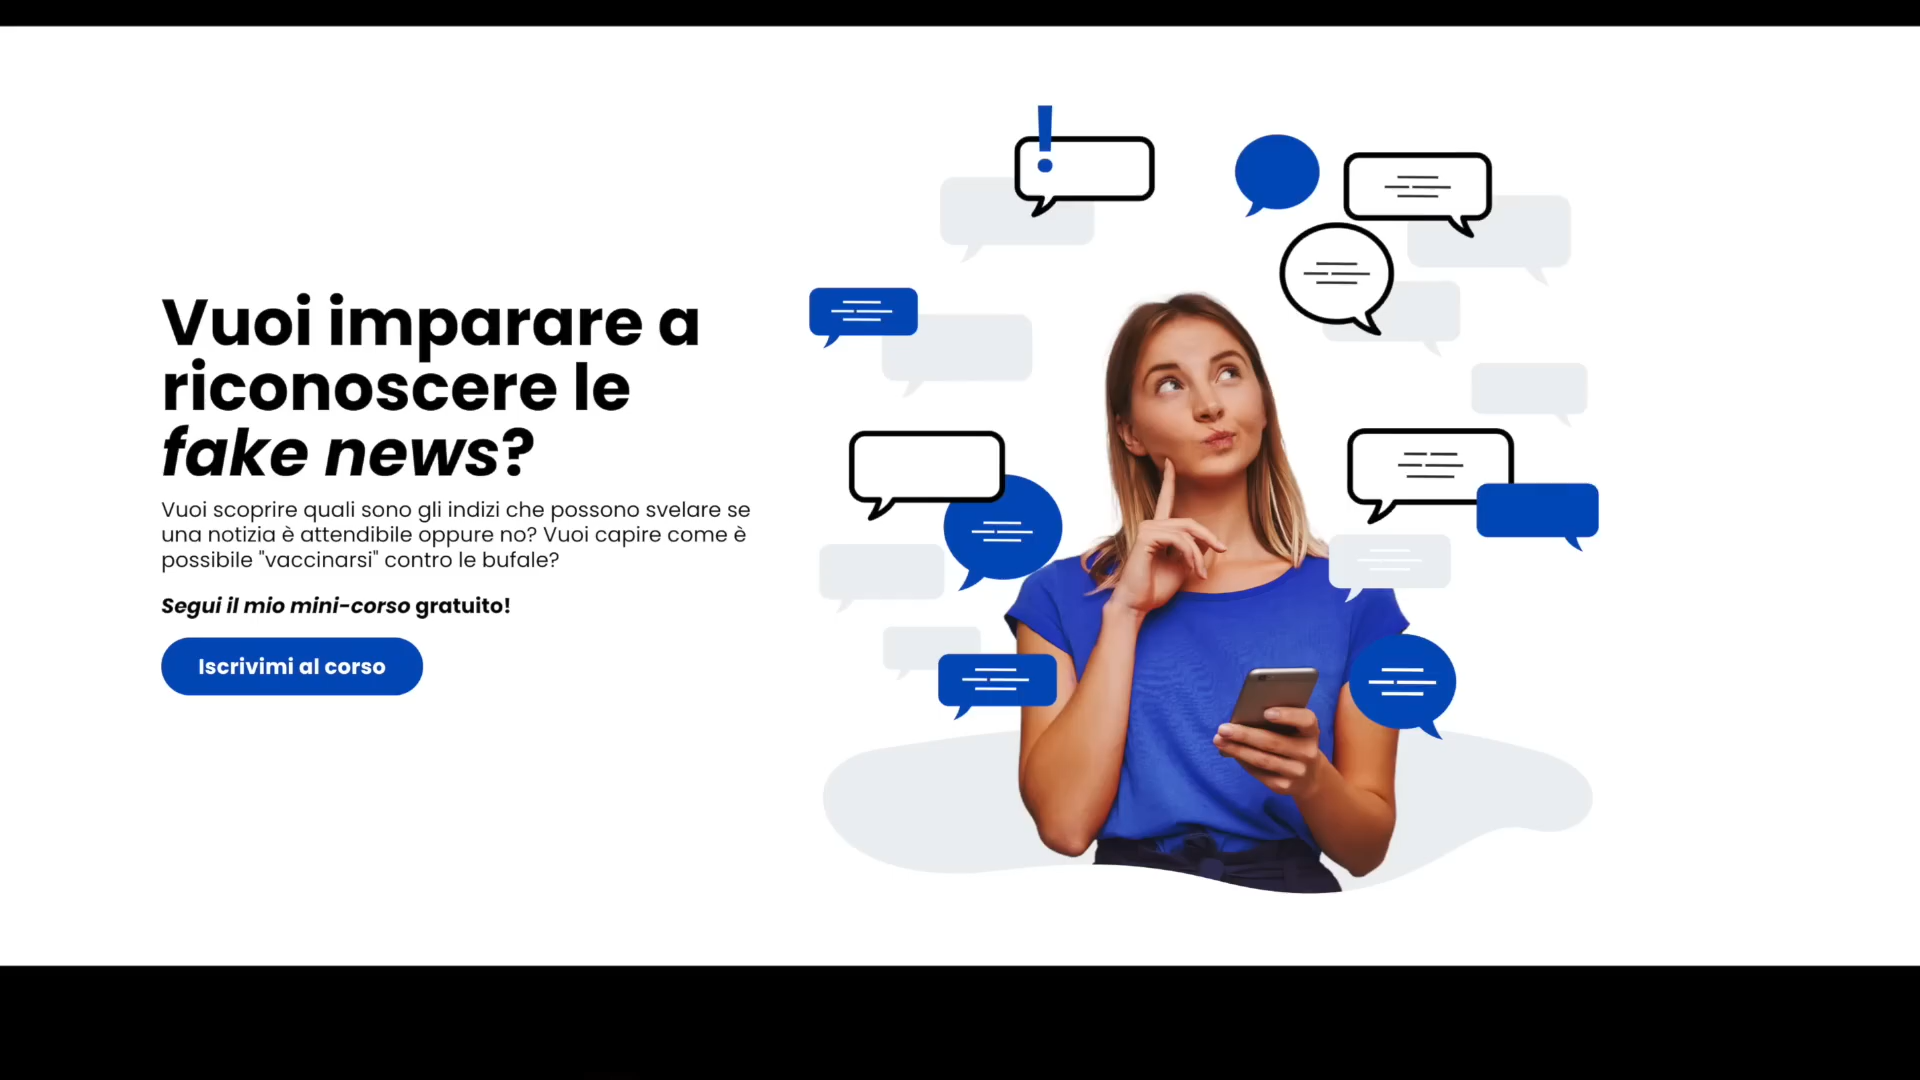 Vuoi imparare a
riconoscere le
fake news?
Vuoi scoprire quali sono gli indizi che possono svelare se
una notizia è attendibile oppure no? Vuoi capire come è
possibile "vaccinarsi" contro le bufale?
Segui il mio mini-corso gratuito!
Iscrivimi al corso
!